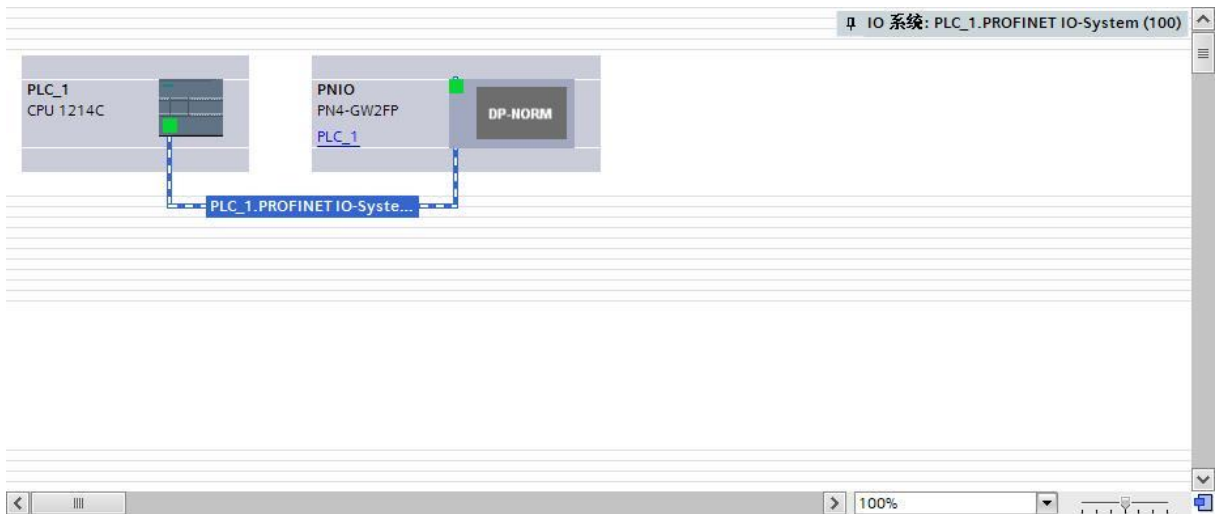 IO 系统: PLC_1.PROFINET IO-System (100)
PLC_1
CPU 1214C
PNIO
PN4-GW2FP
PLC_1
DP-NORM
PLC_1.PROFINET IO-Syste...
100%